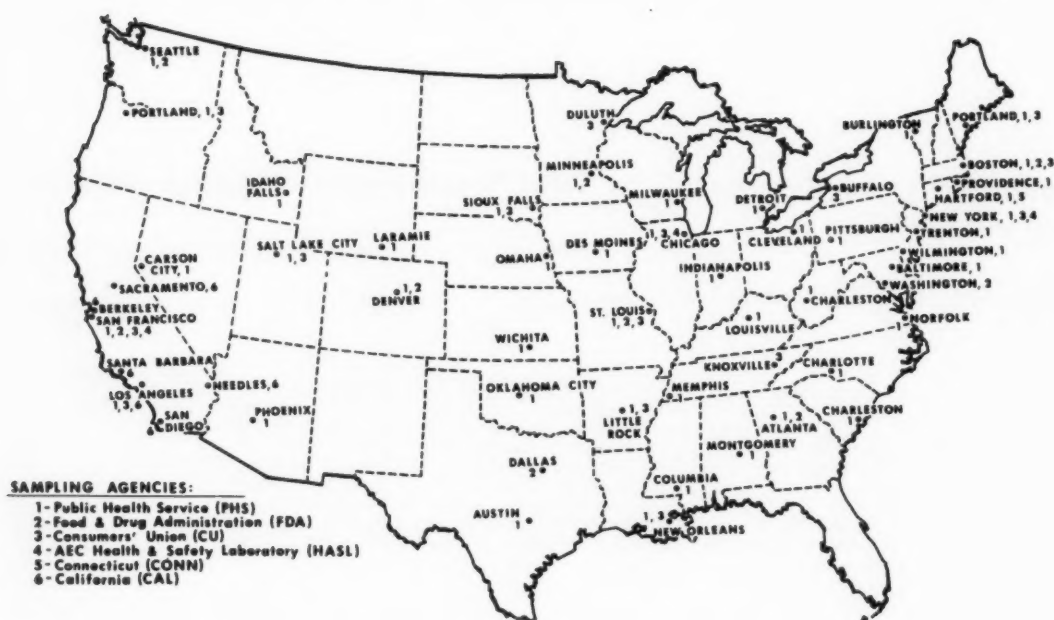 SEATTLE
1,2
PORTLAND, 1,3
IDAHO
FALLS
1
SALT LAKE CITY
1,3
CARSON
CITY, 1
SACRAMENTO, 6
BERKELEY
SAN FRANCISCO
1,2,3,4
SANTA BARBARA
6
LOS ANGELES
1,3,6
NEEDLES, 6
SAN
DIEGO
6
PHOENIX
1
LARAMIE
1
1,2
DENVER
SIOUX FALLS
OMAHA
1
WICHITA
1
OKLAHOMA CITY
1
DALLAS
2
AUSTIN
1
DULUTH
3
MINNEAPOLIS
1,2
MILWAUKEE
1
DES MOINES
1
1,3,4
CHICAGO
ST. LOUIS
1,2,3
INDIANAPOLIS
1
DETROIT
1
CLEVELAND
1
BUFFALO
3
PITTSBURGH
1
1
LOUISVILLE
CHARLESTON
1
KNOXVILLE
3
MEMPHIS
1
1,3
LITTLE
ROCK
CHARLOTTE
1
1,2
ATLANTA
CHARLESTON
1
MONTGOMERY
1
COLUMBIA
1
1,3
NEW ORLEANS
BURLINGTON
1
PORTLAND, 1,3
BOSTON, 1,2,3
PROVIDENCE, 1
HARTFORD, 1,5
NEW YORK, 1,3,4
TRENTON, 1
WILMINGTON, 1
BALTIMORE, 1
WASHINGTON, 2
NORFOLK
1
SAMPLING AGENCIES:
1- Public Health Service (PHS)
2- Food & Drug Administration (FDA)
3- Consumers' Union (CU)
4- AEC Health & Safety Laboratory (HASL)
5- Connecticut (CONN)
6- California (CAL)